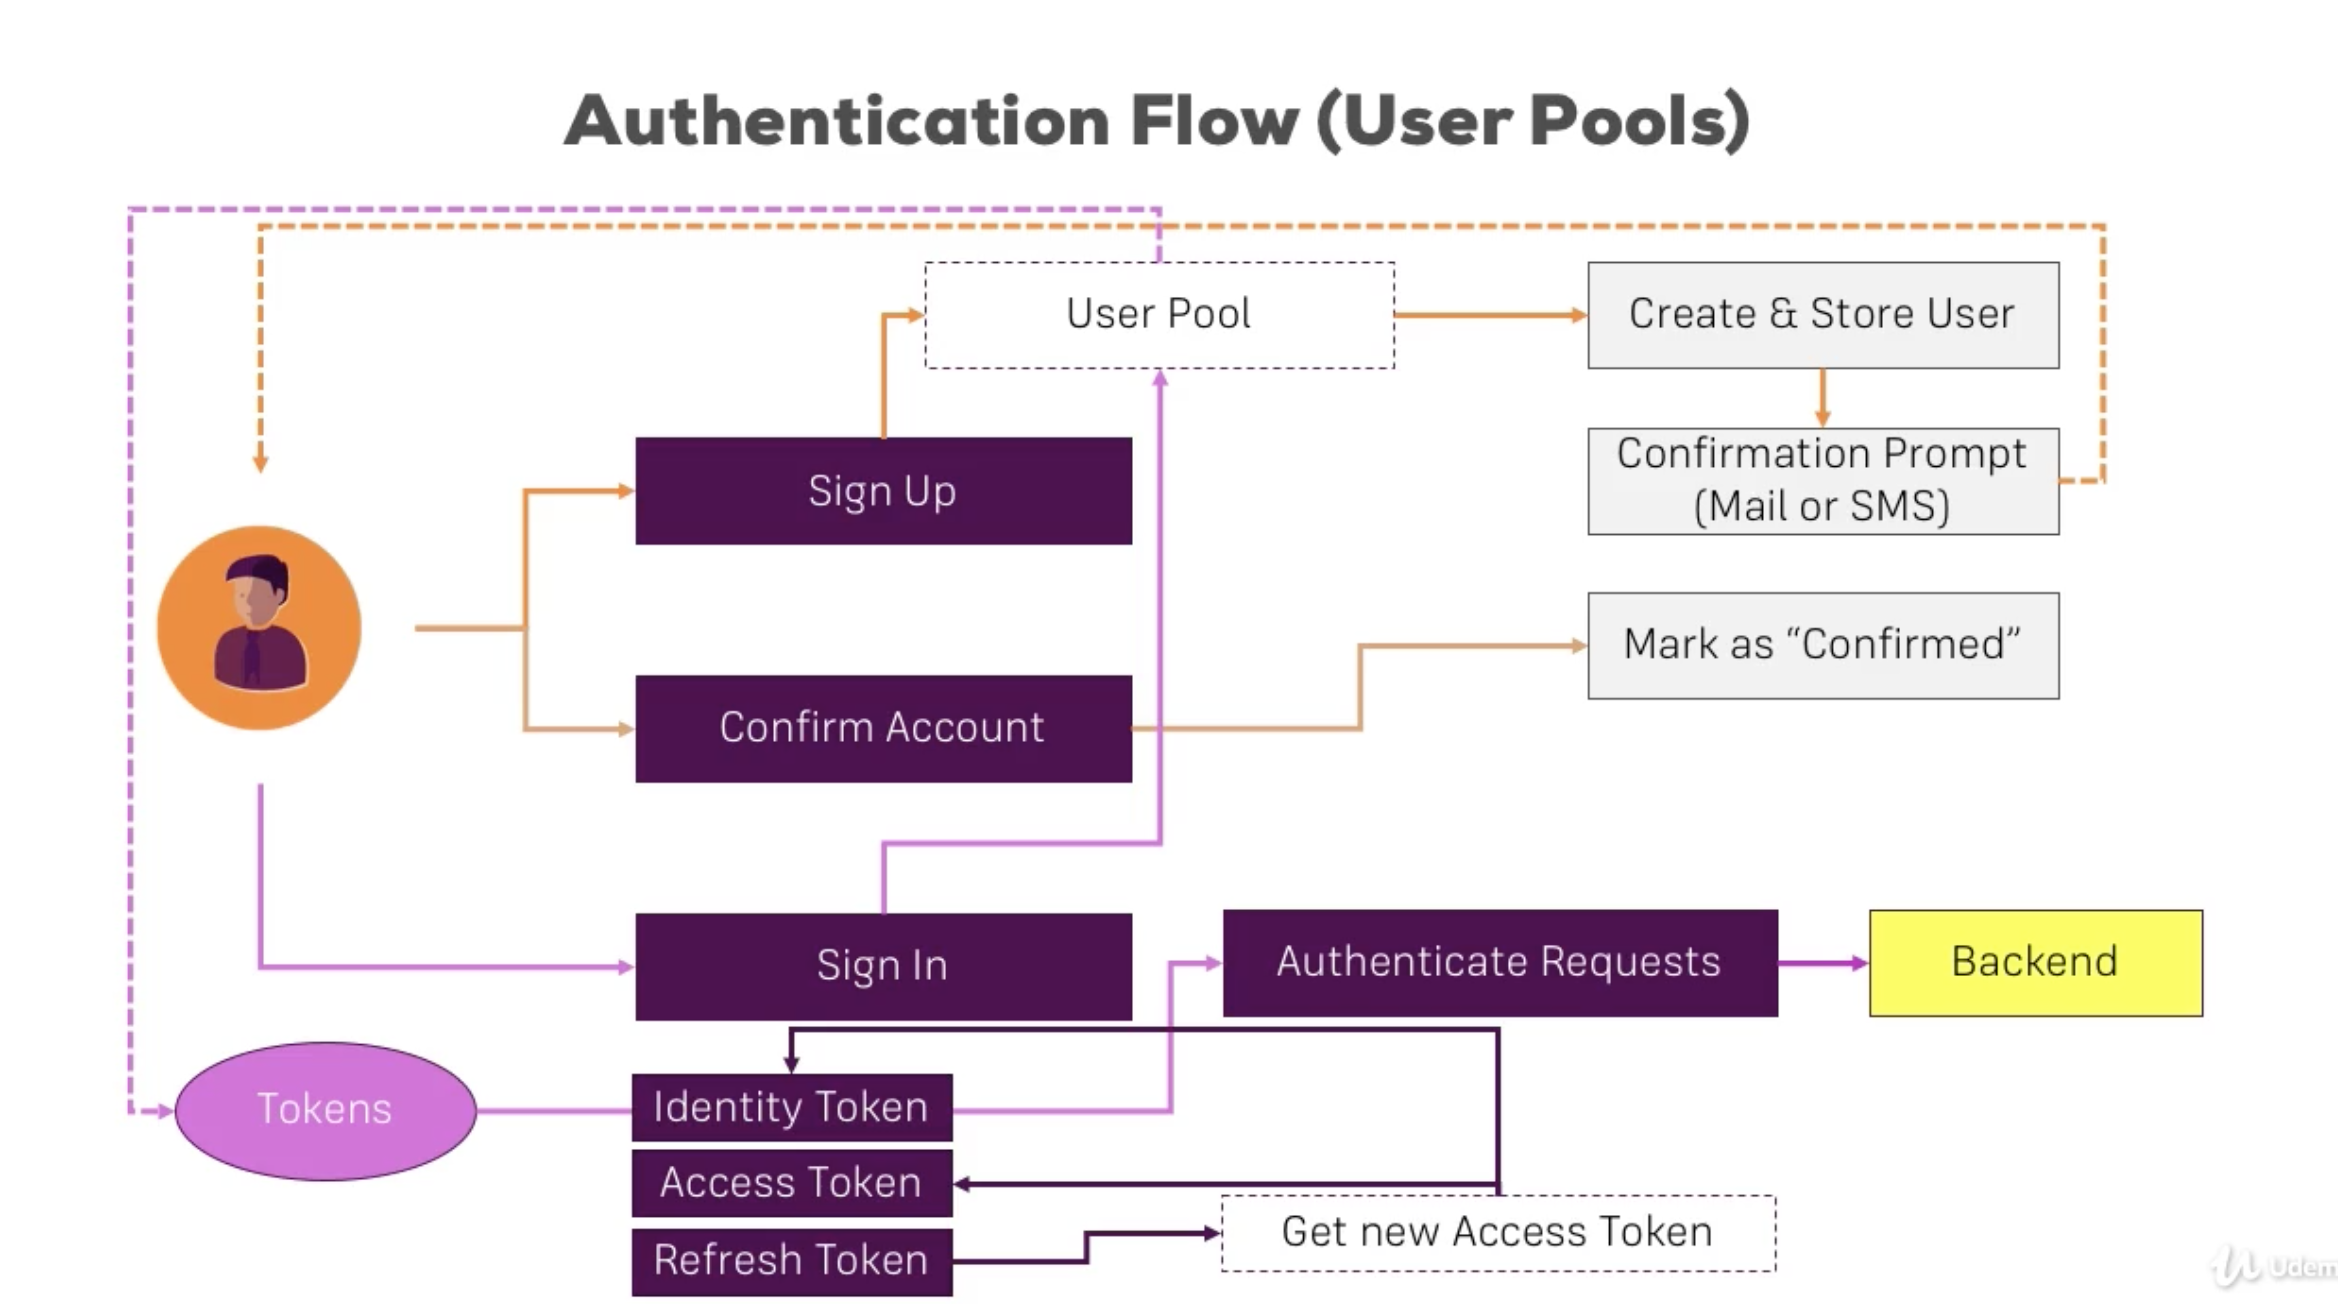 Authentication Flow (User Pools)
User Pool
Create & Store User
Sign Up
Confirmation Prompt
(Mail or SMS)
Mark as “Confirmed”
Confirm Account
Sign In
Authenticate Requests
Backend
Tokens
Identity Token
Access Token
Refresh Token
Get new Access Token
Udem